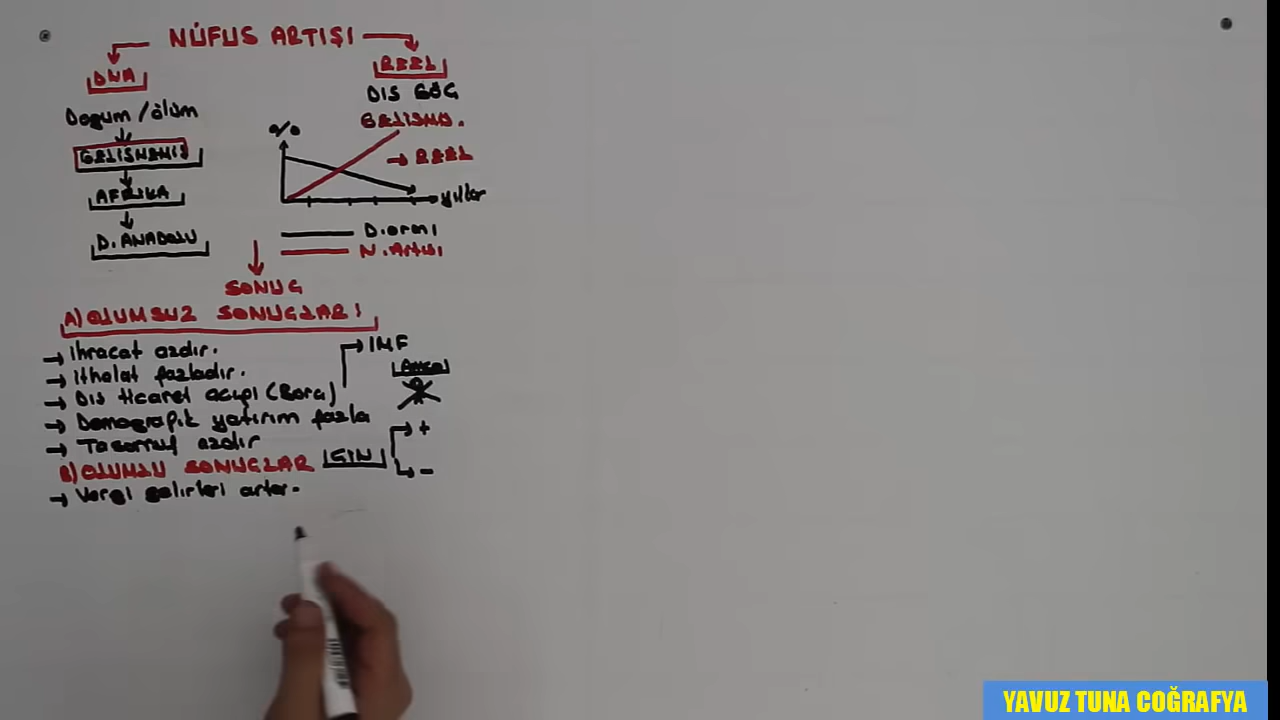 NÜFUS ARTIŞI
DNA
REEL
Doğum / ölüm
DIŞ GÖÇ
GELİŞMEMİŞ
GELİŞMÜ.
%
→ REEL
AFRİKA
yıllar
D. ANADOLU
D.oranı
N. Artışı
SONUÇ
A) OLUMSUZ SONUÇLARI
→ İhracat azdır.
→ IMF
→ İthalat fazladır.
→ Dış ticaret açığı (Borç)
→ Demografik yatırım fazla
→ +
→ Tasarruf azdır
B) OLUMLU SONUÇLAR
ÇİN
→ -
→ Vergi gelirleri artar.
YAVUZ TUNA COĞRAFYA